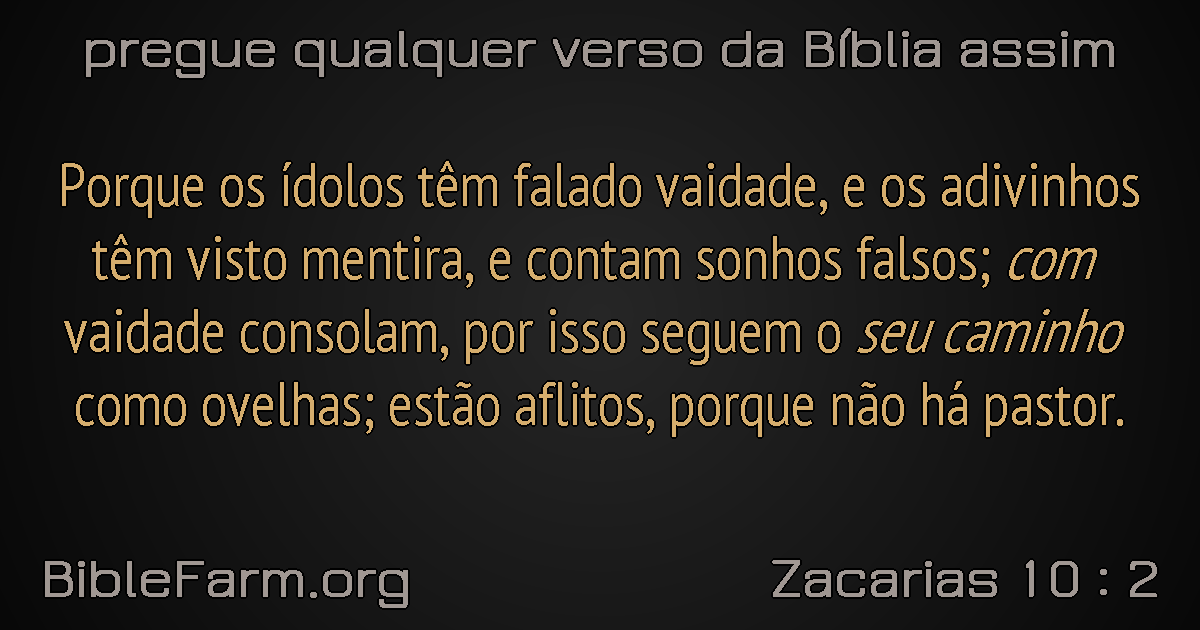 pregue qualquer verso da Bíblia assim
Porque os ídolos têm falado vaidade, e os adivinhos
têm visto mentira, e contam sonhos falsos; com
vaidade consolam, por isso seguem o seu caminho
como ovelhas; estão aflitos, porque não há pastor.
BibleFarm.org
Zacarias 10 : 2